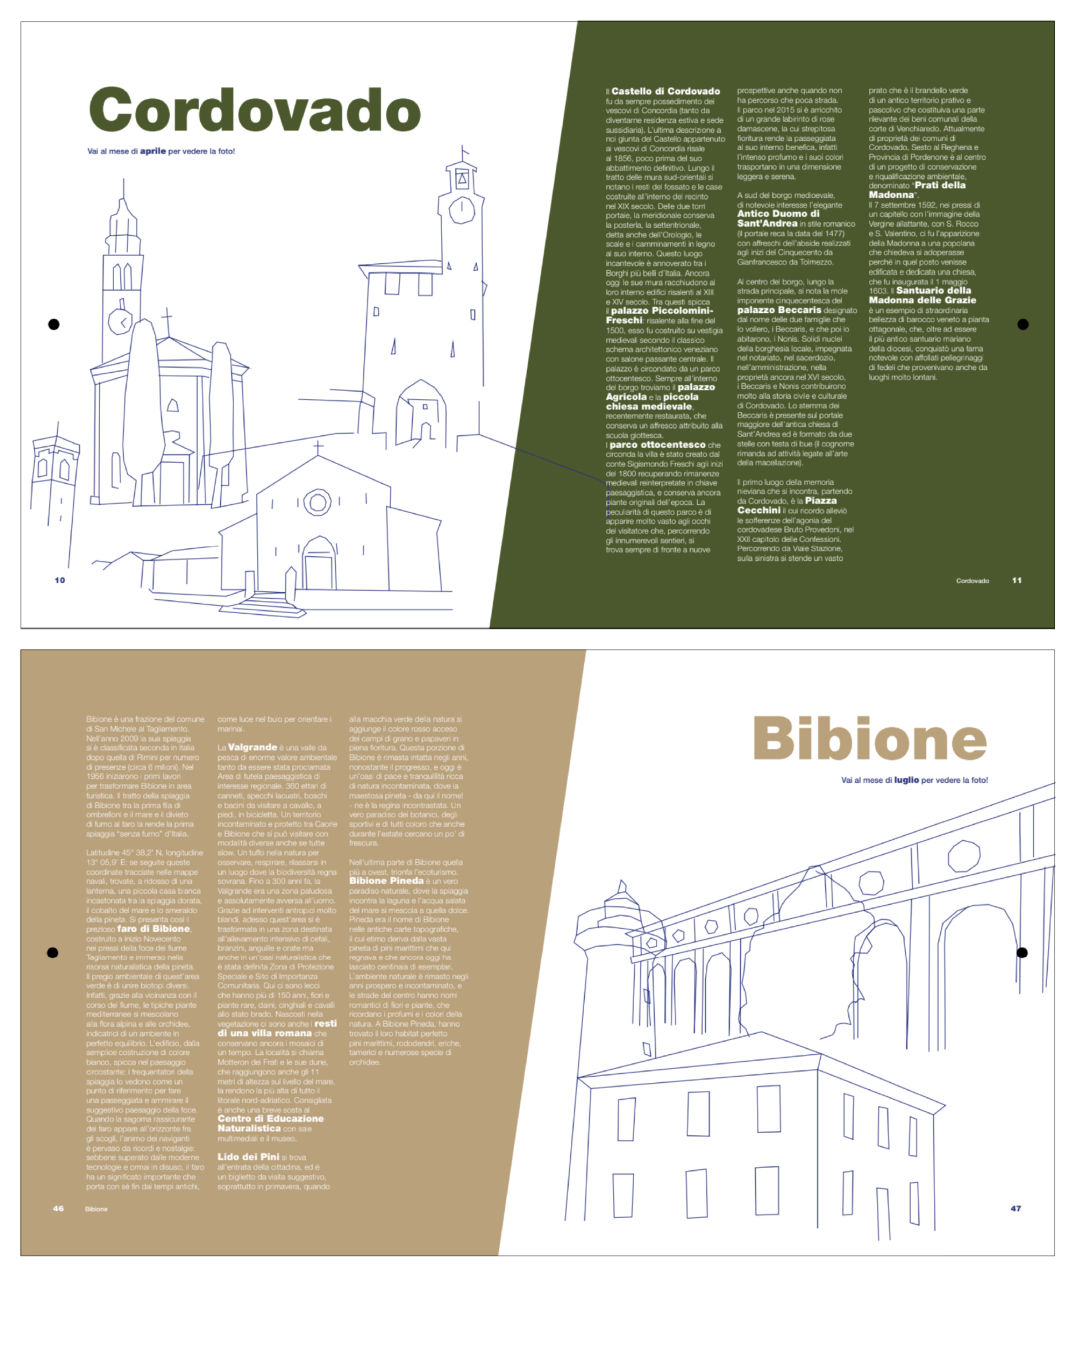 Cordovado
Vai al mese di aprile per vedere la foto!
Il Castello di Cordovado
fu da sempre possedimento dei
vescovi di Concordia (tanto da
diventarne residenza estiva e sede
sussidiaria). L'ultima descrizione a
noi giunta del Castello appartenuto
ai vescovi di Concordia risale
al 1856, poco prima del suo
abbattimento definitivo. Lungo il
tratto delle mura sud-orientali si
notano i resti del fossato e le case
costruite all'interno del recinto
nel XIX secolo. Delle due torri
portaie, la meridionale conserva
la posterla, la settentrionale,
detta anche dell'Orologio, le
scale e i camminamenti in legno
al suo interno. Questo luogo
incantevole è annoverato tra i
Borghi più belli d'Italia. Ancora
oggi le sue mura racchiudono al
loro interno edifici risalenti al XIII
e XIV secolo. Tra questi spicca
il palazzo Piccolomini-
Freschi: risalente alla fine del
1500, esso fu costruito su vestigia
medievali secondo il classico
schema architettonico veneziano
con salone passante centrale. Il
palazzo è circondato da un parco
ottocentesco. Sempre all'interno
del borgo troviamo il palazzo
Agricola e la piccola
chiesa medievale,
recentemente restaurata, che
conserva un affresco attribuito alla
scuola giottesca.
I parco ottocentesco che
circonda la villa è stato creato dal
conte Sigismondo Freschi agli inizi
del 1800 recuperando rimanenze
medievali reinterpretate in chiave
paesaggistica, e conserva ancora
piante originali dell'epoca. La
peculiarità di questo parco è di
apparire molto vasto agli occhi
del visitatore che, percorrendo
gli innumerevoli sentieri, si
trova sempre di fronte a nuove
prospettive anche quando non
ha percorso che poca strada.
Il parco nel 2015 si è arricchito
di un grande labirinto di rose
damascene, la cui strepitosa
fioritura rende la passeggiata
al suo interno benefica, infatti
l'intenso profumo e i suoi colori
trasportano in una dimensione
leggera e serena.
A sud del borgo medioevale,
di notevole interesse l'elegante
Antico Duomo di
Sant'Andrea in stile romanico
(il portale reca la data del 1477)
con affreschi dell'abside realizzati
agli inizi del Cinquecento da
Gianfrancesco da Tolmezzo.
Al centro del borgo, lungo la
strada principale, si nota la mole
imponente cinquecentesca del
palazzo Beccaris designato
dal nome delle due famiglie che
lo vollero, i Beccaris, e che poi lo
abitarono, i Nonis. Solidi nuclei
della borghesia locale, impegnata
nel notariato, nel sacerdozio,
nell'amministrazione, nella
proprietà ancora nel XVI secolo,
i Beccaris e Nonis contribuirono
molto alla storia civile e culturale
di Cordovado. Lo stemma dei
Beccaris è presente sul portale
maggiore dell'antica chiesa di
Sant'Andrea ed è formato da due
stelle con testa di bue (il cognome
rimanda ad attività legate all'arte
della macellazione).
Il primo luogo della memoria
nieviana che si incontra, partendo
da Cordovado, è la Piazza
Cecchini il cui ricordo alleviò
le sofferenze dell'agonia del
cordovadese Bruto Provedoni, nel
XXII capitolo delle Confessioni.
Percorrendo da Viale Stazione,
sulla sinistra si stende un vasto
prato che è il brandello verde
di un antico territorio prativo e
pascolivo che costituiva una parte
rilevante dei beni comunali della
corte di Venchiaredo. Attualmente
di proprietà dei comuni di
Cordovado, Sesto al Reghena e
Provincia di Pordenone è al centro
di un progetto di conservazione
e riqualificazione ambientale,
denominato "Prati della
Madonna".
Il 7 settembre 1592, nei pressi di
un capitello con l'immagine della
Vergine allattante, con S. Rocco
e S. Valentino, ci fu l'apparizione
della Madonna a una popolana
che chiedeva si adoperasse
perché in quel posto venisse
edificata e dedicata una chiesa,
che fu inaugurata il 1 maggio
1603. Il Santuario della
Madonna delle Grazie
è un esempio di straordinaria
bellezza di barocco veneto a pianta
ottagonale, che, oltre ad essere
il più antico santuario mariano
della diocesi, conquistò una fama
notevole con affollati pellegrinaggi
di fedeli che provenivano anche da
luoghi molto lontani.
10
Cordovado 11
Bibione è una frazione del comune
di San Michele al Tagliamento.
Nell'anno 2009 la sua spiaggia
si è classificata seconda in Italia
dopo quella di Rimini per numero
di presenze (circa 6 milioni). Nel
1956 iniziarono i primi lavori
per trasformare Bibione in area
turistica. Il tratto della spiaggia
di Bibione tra la prima fila di
ombrelloni e il mare e il divieto
di fumo al faro la rende la prima
spiaggia "senza fumo" d'Italia.
Latitudine 45° 38,2' N, longitudine
13° 05,9' E: se seguite queste
coordinate tracciate nelle mappe
navali, trovate, a ridosso di una
lanterna, una piccola casa bianca
incastonata tra la spiaggia dorata,
il cobalto del mare e lo smeraldo
della pineta. Si presenta così il
prezioso faro di Bibione,
costruito a inizio Novecento
nei pressi della foce del fiume
Tagliamento e immerso nella
risorsa naturalistica della pineta.
Il pregio ambientale di quest'area
verde è di unire biotopi diversi.
Infatti, grazie alla vicinanza con il
corso del fiume, le tipiche piante
mediterranee si mescolano
alla flora alpina e alle orchidee,
indicatrici di un ambiente in
perfetto equilibrio. L'edificio, dalla
semplice costruzione di colore
bianco, spicca nel paesaggio
circostante: i frequentatori della
spiaggia lo vedono come un
punto di riferimento per fare
una passeggiata e ammirare il
suggestivo paesaggio della foce.
Quando la sagoma rassicurante
del faro appare all'orizzonte fra
gli scogli, l'animo dei naviganti
è pervaso da ricordi e nostalgie:
sebbene superato dalle moderne
tecnologie e ormai in disuso, il faro
ha un significato importante che
porta con sé fin dai tempi antichi,
come luce nel buio per orientare i
marinai.
La Valgrande è una valle da
pesca di enorme valore ambientale
tanto da essere stata proclamata
Area di tutela paesaggistica di
interesse regionale. 360 ettari di
canneti, specchi lacustri, boschi
e bacini da visitare a cavallo, a
piedi, in bicicletta. Un territorio
incontaminato e protetto tra Caorle
e Bibione che si può visitare con
modalità diverse anche se tutte
slow. Un tuffo nella natura per
osservare, respirare, rilassarsi in
un luogo dove la biodiversità regna
sovrana. Fino a 300 anni fa, la
Valgrande era una zona paludosa
e assolutamente avversa all'uomo.
Grazie ad interventi antropici molto
blandi, adesso quest'area si è
trasformata in una zona destinata
all'allevamento intensivo di cefali,
branzini, anguille e orate ma
anche in un'oasi naturalistica che
è stata definita Zona di Protezione
Speciale e Sito di Importanza
Comunitaria. Qui ci sono lecci
che hanno più di 150 anni, fiori e
piante rare, daini, cinghiali e cavalli
allo stato brado. Nascosti nella
vegetazione ci sono anche i resti
di una villa romana che
conservano ancora i mosaici di
un tempo. La località si chiama
Motteron dei Frati e le sue dune,
che raggiungono anche gli 11
metri di altezza sul livello del mare,
la rendono la più alta di tutto il
litorale nord-adriatico. Consigliata
è anche una breve sosta al
Centro di Educazione
Naturalistica con sale
multimediali e il museo.
Lido dei Pini si trova
all'entrata della cittadina, ed è
un biglietto da visita suggestivo,
soprattutto in primavera, quando
alla macchia verde della natura si
aggiunge il colore rosso acceso
dei campi di grano e papaveri in
piena fioritura. Questa porzione di
Bibione è rimasta intatta negli anni,
nonostante il progresso, e oggi è
un'oasi di pace e tranquillità ricca
di natura incontaminata, dove la
maestosa pineta - da qui il nome!
- ne è la regina incontrastata. Un
vero paradiso dei botanici, degli
sportivi e di tutti coloro che anche
durante l'estate cercano un po' di
frescura.
Nell'ultima parte di Bibione quella
più a ovest, trionfa l'ecoturismo.
Bibione Pineda è un vero
paradiso naturale, dove la spiaggia
incontra la laguna e l'acqua salata
del mare si mescola a quella dolce.
Pineda era il nome di Bibione
nelle antiche carte topografiche,
il cui etimo deriva dalla vasta
pineta di pini marittimi che qui
regnava e che ancora oggi ha
lasciato centinaia di esemplari.
L'ambiente naturale è rimasto negli
anni prospero e incontaminato, e
le strade del centro hanno nomi
romantici di fiori e piante, che
ricordano i profumi e i colori della
natura. A Bibione Pineda, hanno
trovato il loro habitat perfetto
pini marittimi, rododendri, eriche,
tamerici e numerose specie di
orchidee.
Bibione
Vai al mese di luglio per vedere la foto!
46 Bibione
47